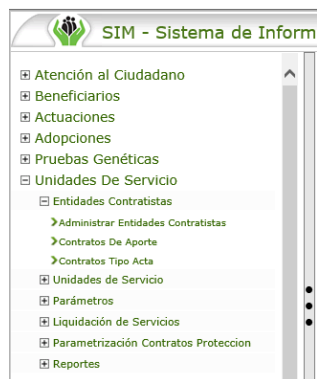 SIM - Sistema de Inform
Atención al Ciudadano
Beneficiarios
Actuaciones
Adopciones
Pruebas Genéticas
Unidades De Servicio
Entidades Contratistas
Administrar Entidades Contratistas
Contratos De Aporte
Contratos Tipo Acta
Unidades de Servicio
Parámetros
Liquidación de Servicios
Parametrización Contratos Proteccion
Reportes